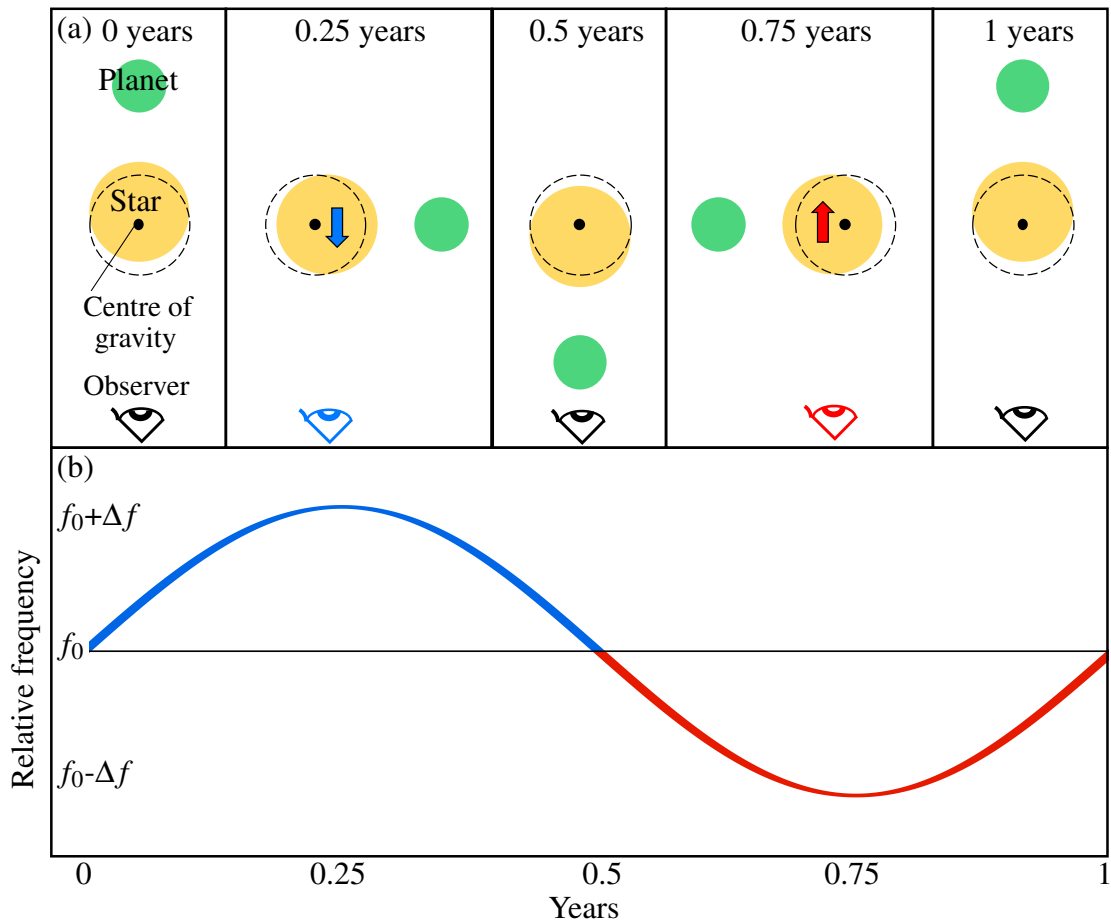 (a) 0 years 0.25 years 0.5 years 0.75 years 1 years
Planet
Star
Centre of
gravity
Observer
(b)
f₀+Δf
f₀
f₀-Δf
Relative frequency
0 0.25 0.5 0.75 1
Years